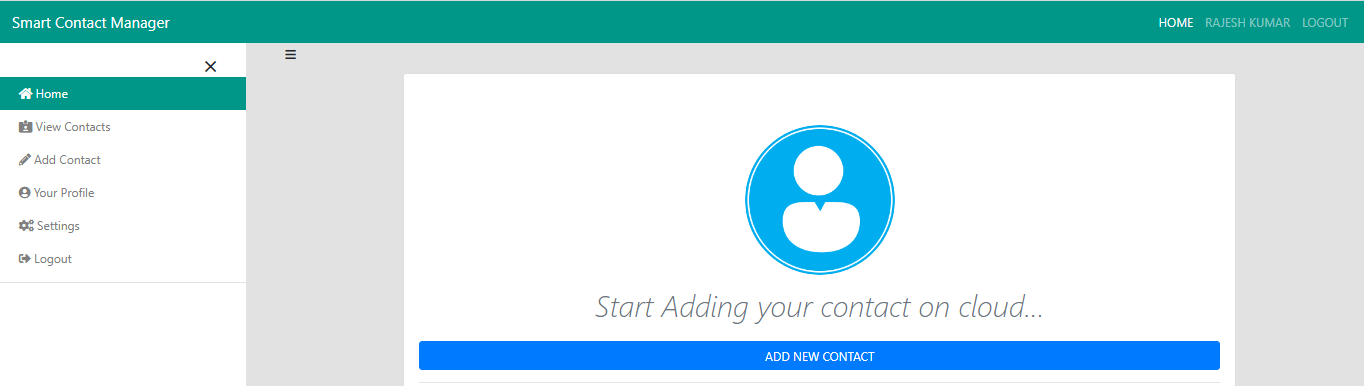 Smart Contact Manager
HOME RAJESH KUMAR LOGOUT
Home
View Contacts
Add Contact
Your Profile
Settings
Logout
Start Adding your contact on cloud...
ADD NEW CONTACT